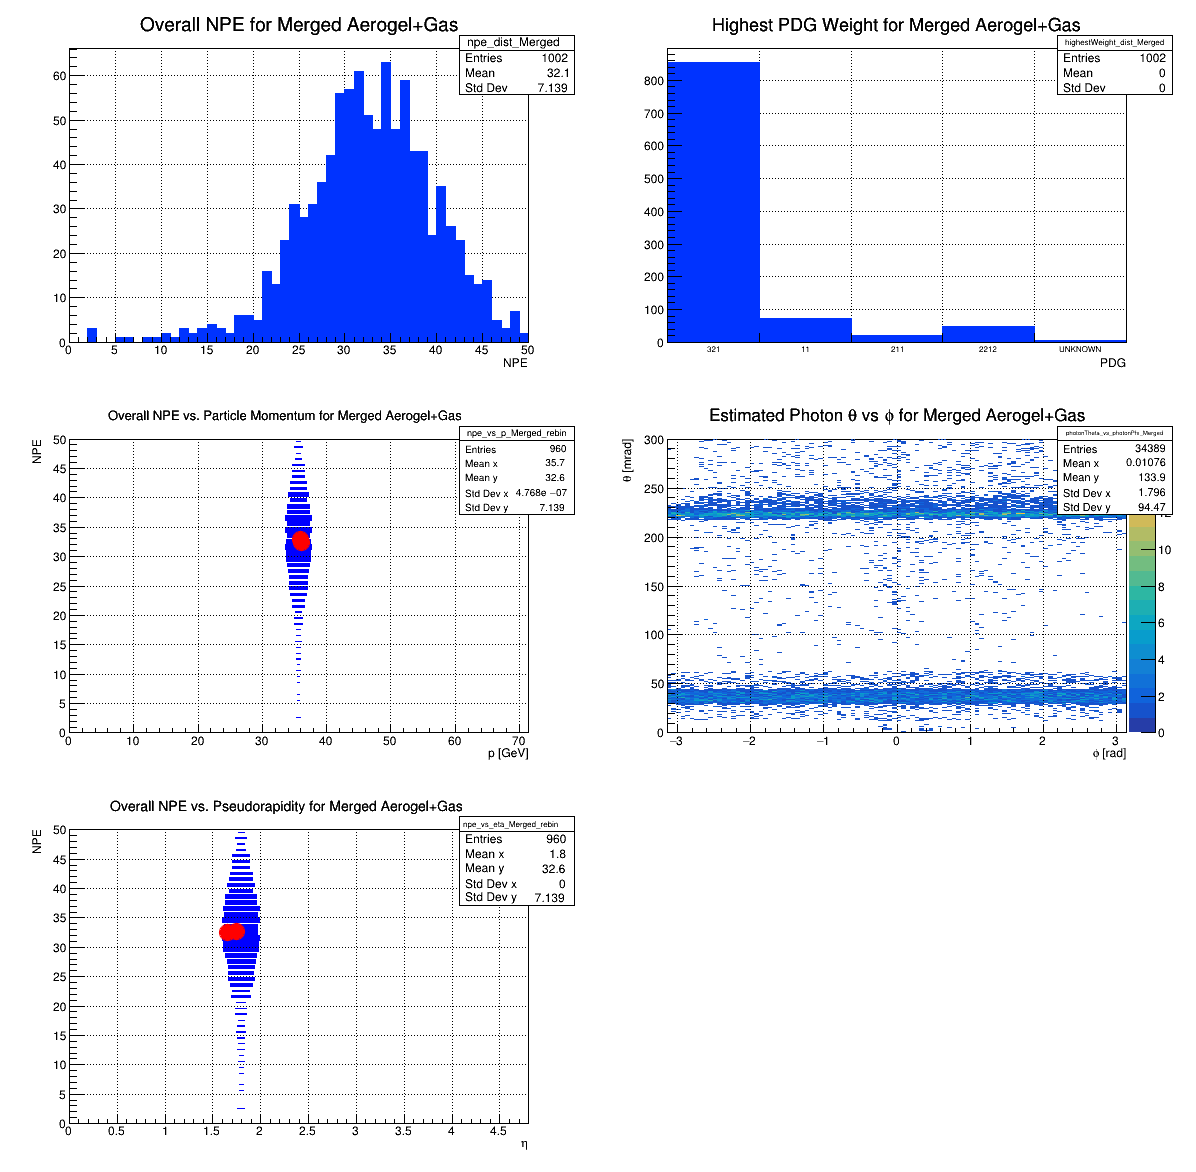 Overall NPE for Merged Aerogel+Gas
npe_dist_Merged
Entries 1002
Mean 32.1
Std Dev 7.139
60
50
40
30
20
10
0
0 5 10 15 20 25 30 35 40 45 50
NPE
Highest PDG Weight for Merged Aerogel+Gas
highestWeight_dist_Merged
Entries 1002
Mean 0
Std Dev 0
800
700
600
500
400
300
200
100
0
321 11 211 2212 UNKNOWN
PDG
Overall NPE vs. Particle Momentum for Merged Aerogel+Gas
npe_vs_p_Merged_rebin
Entries 960
Mean x 35.7
Mean y 32.6
Std Dev x 4.768e −07
Std Dev y 7.139
NPE
50
45
40
35
30
25
20
15
10
5
0
0 10 20 30 40 50 60 70
p [GeV]
Estimated Photon θ vs ϕ for Merged Aerogel+Gas
photonTheta_vs_photonPhi_Merged
Entries 34389
Mean x 0.01076
Mean y 133.9
Std Dev x 1.796
Std Dev y 94.47
θ [mrad]
300
250
200
150
100
50
0
−3 −2 −1 0 1 2 3
ϕ [rad]
10
8
6
4
2
0
Overall NPE vs. Pseudorapidity for Merged Aerogel+Gas
npe_vs_eta_Merged_rebin
Entries 960
Mean x 1.8
Mean y 32.6
Std Dev x 0
Std Dev y 7.139
NPE
50
45
40
35
30
25
20
15
10
5
0
0 0.5 1 1.5 2 2.5 3 3.5 4 4.5
η